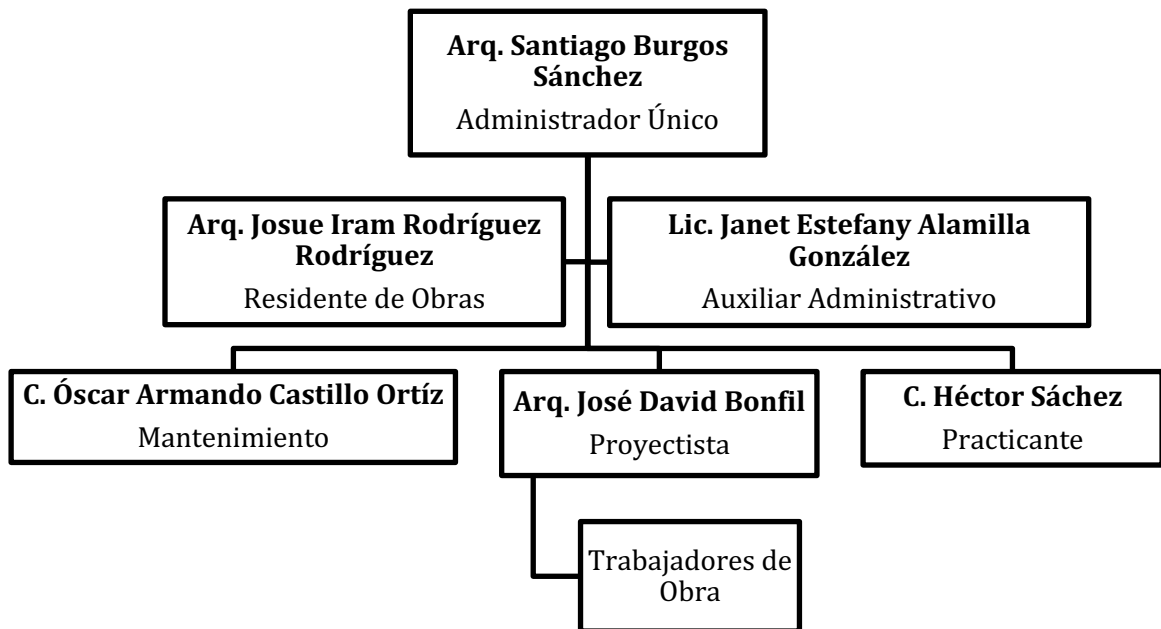 Arq. Santiago Burgos
Sánchez
Administrador Único
Arq. Josue Iram Rodríguez
Rodríguez
Residente de Obras
Lic. Janet Estefany Alamilla
González
Auxiliar Administrativo
C. Óscar Armando Castillo Ortíz
Mantenimiento
Arq. José David Bonfil
Proyectista
C. Héctor Sáchez
Practicante
Trabajadores de
Obra